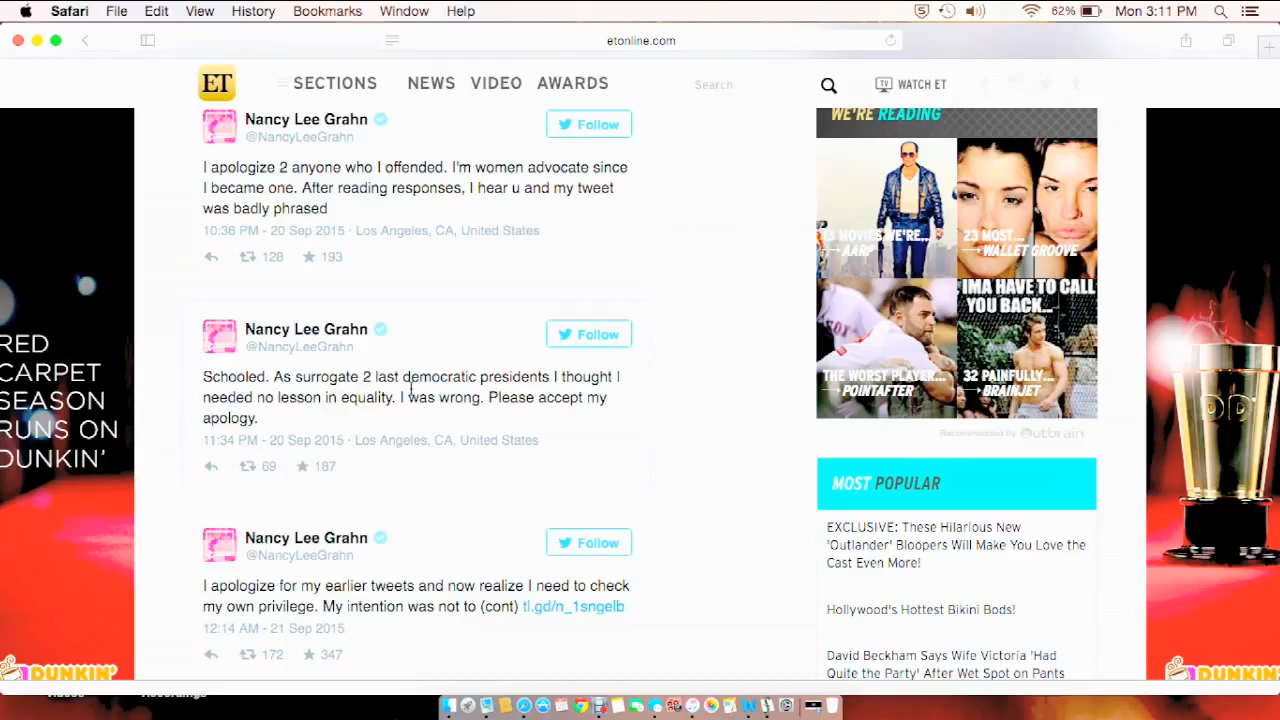 Safari File Edit View History Bookmarks Window Help 62% Mon 3:11 PM
etonline.com
ET SECTIONS NEWS VIDEO AWARDS Search WATCH ET
Nancy Lee Grahn
@NancyLeeGrahn
Follow
I apologize 2 anyone who I offended. I'm women advocate since
I became one. After reading responses, I hear u and my tweet
was badly phrased
10:36 PM - 20 Sep 2015 · Los Angeles, CA, United States
128 193
Nancy Lee Grahn
@NancyLeeGrahn
Follow
Schooled. As surrogate 2 last democratic presidents I thought I
needed no lesson in equality. I was wrong. Please accept my
apology.
11:34 PM - 20 Sep 2015 · Los Angeles, CA, United States
69 187
Nancy Lee Grahn
@NancyLeeGrahn
Follow
I apologize for my earlier tweets and now realize I need to check
my own privilege. My intention was not to (cont) tl.gd/n_1sngelb
12:14 AM - 21 Sep 2015
172 347
WE'RE READING
13 MOVIES WE'RE...
AARP
23 MOST...
WALLET GROOVE
THE WORST PLAYER...
POINTAFTER
IMA HAVE TO CALL
YOU BACK...
32 PAINFULLY...
BRAINJET
Recommended by Outbrain
MOST POPULAR
EXCLUSIVE: These Hilarious New
'Outlander' Bloopers Will Make You Love the
Cast Even More!
Hollywood's Hottest Bikini Bods!
David Beckham Says Wife Victoria 'Had
Quite the Party' After Wet Spot on Pants
RED
CARPET
SEASON
RUNS ON
DUNKIN'
DUNKIN'
DD
DUNKIN'